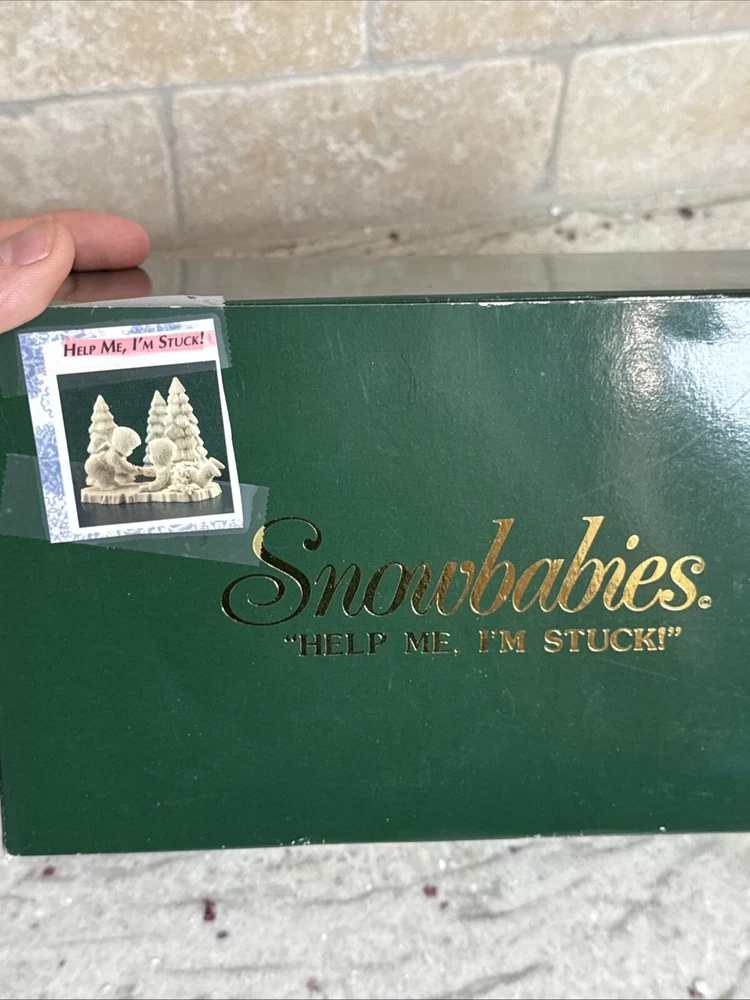 HELP ME, I'M STUCK!
Snowbabies.©
"HELP ME, I'M STUCK!"